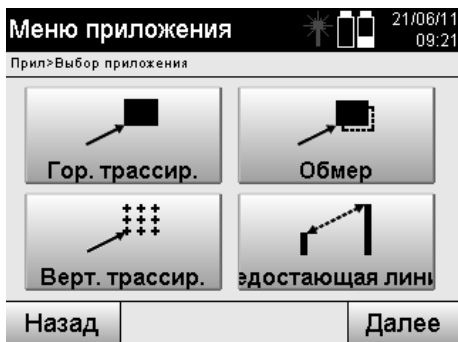 Меню приложения
21/06/11
09:21
Прил>Выбор приложения
Гор. трассир.
Обмер
Верт. трассир.
едостающая лини
Назад
Далее